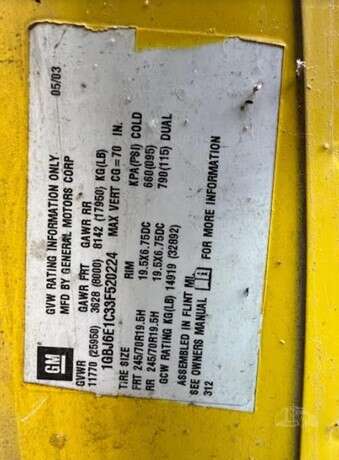 GM
GVW RATING INFORMATION ONLY 05/03
MFD BY GENERAL MOTORS CORP
GVWR GAWR FRT GAWR RR
11770 (25950) 3628 (8000) 8142 (17950) KG(LB)
1GBJ6E1C33F520224 MAX VERT CG=70 IN.
TIRE SIZE RIM KPA(PSI) COLD
FRT 245/70R19.5H 19.5X6.75DC 660(095)
RR 245/70R19.5H 19.5X6.75DC 790(115) DUAL
GCW RATING KG(LB) 14919 (32892)
ASSEMBLED IN FLINT MI.
SEE OWNERS MANUAL FOR MORE INFORMATION
312